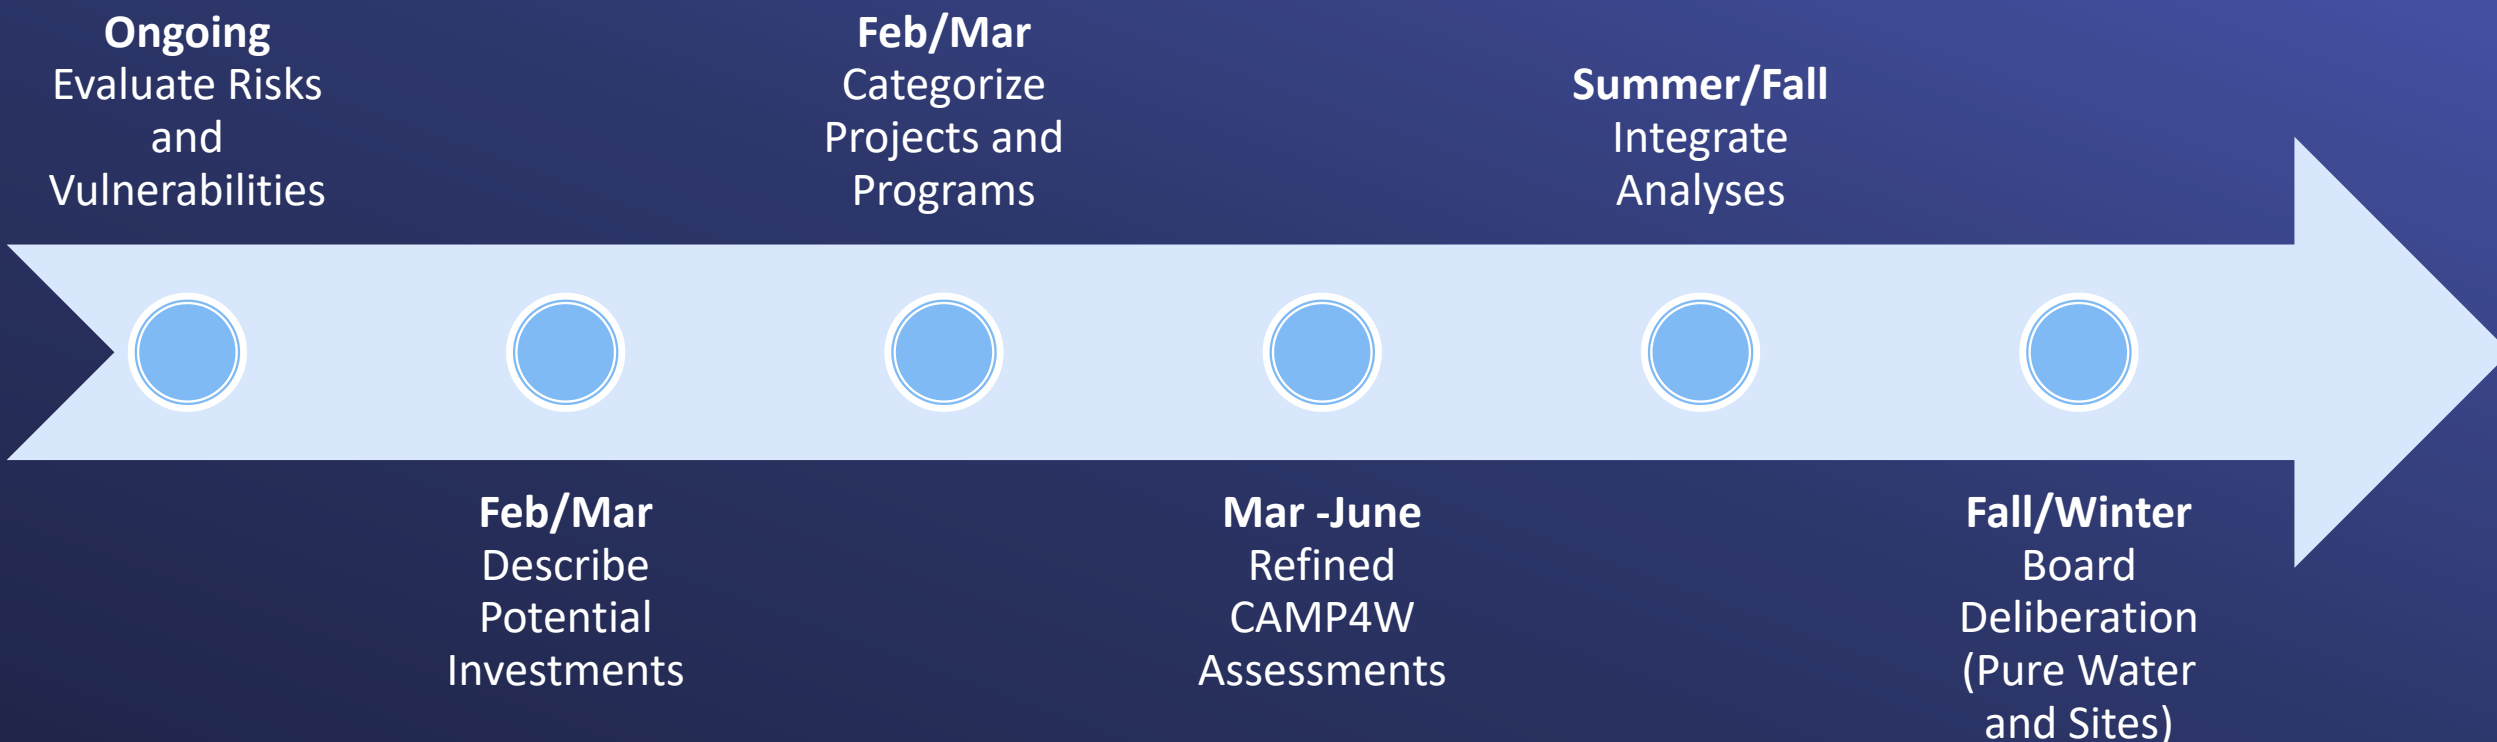 Ongoing
Evaluate Risks
and
Vulnerabilities
Feb/Mar
Describe
Potential
Investments
Feb/Mar
Categorize
Projects and
Programs
Mar -June
Refined
CAMP4W
Assessments
Summer/Fall
Integrate
Analyses
Fall/Winter
Board
Deliberation
(Pure Water
and Sites)